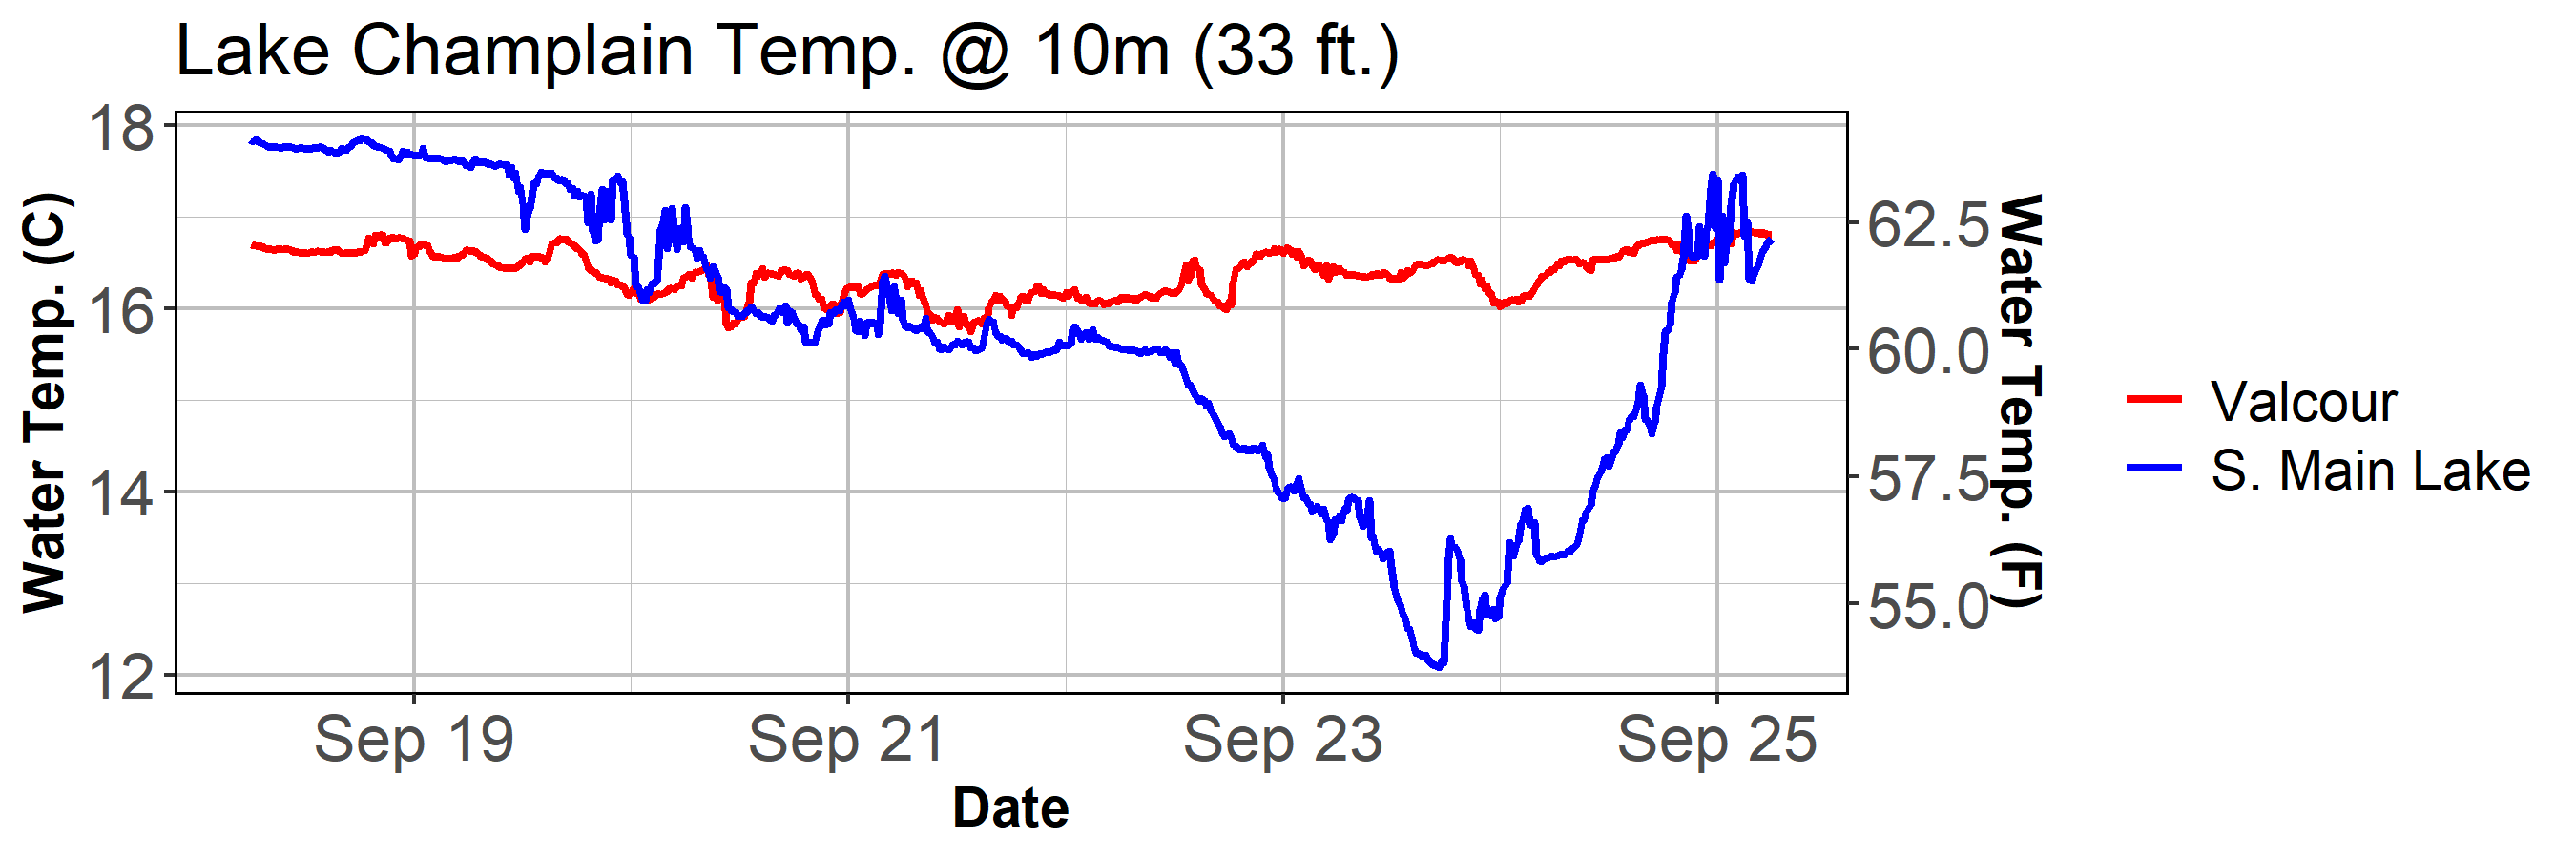 Lake Champlain Temp. @ 10m (33 ft.)
Water Temp. (C)
18
16
14
12
62.5
60.0
57.5
55.0
Water Temp. (F)
Sep 19
Sep 21
Sep 23
Sep 25
Date
Valcour
S. Main Lake